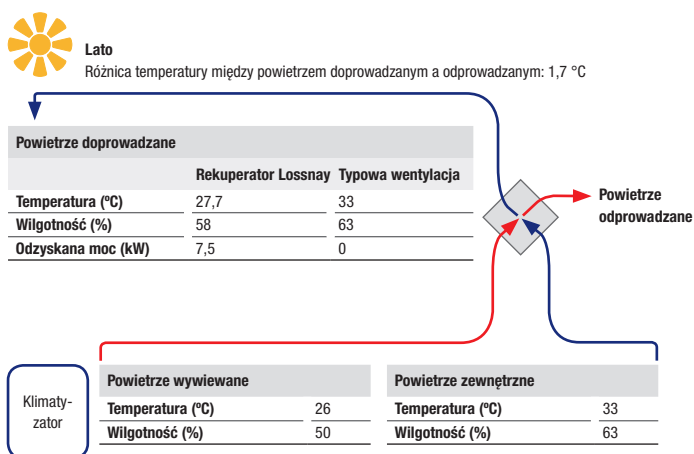 Lato
Różnica temperatury między powietrzem doprowadzanym a odprowadzanym: 1,7 °C
Powietrze doprowadzane
Rekuperator Lossnay Typowa wentylacja
Temperatura (ºC) 27,7 33
Wilgotność (%) 58 63
Odzyskana moc (kW) 7,5 0
Powietrze
odprowadzane
Klimaty-
zator
Powietrze wywiewane
Temperatura (ºC) 26
Wilgotność (%) 50
Powietrze zewnętrzne
Temperatura (ºC) 33
Wilgotność (%) 63